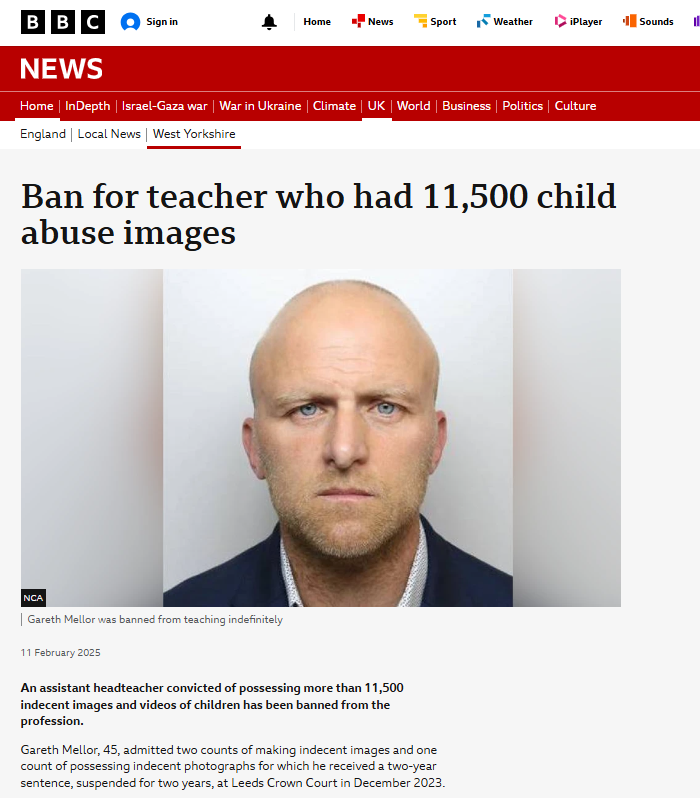 BBC
Sign in
Home
News
Sport
Weather
iPlayer
Sounds
NEWS
Home | InDepth | Israel-Gaza war | War in Ukraine | Climate | UK | World | Business | Politics | Culture
England | Local News | West Yorkshire
Ban for teacher who had 11,500 child
abuse images
NCA
Gareth Mellor was banned from teaching indefinitely
11 February 2025
An assistant headteacher convicted of possessing more than 11,500
indecent images and videos of children has been banned from the
profession.
Gareth Mellor, 45, admitted two counts of making indecent images and one
count of possessing indecent photographs for which he received a two-year
sentence, suspended for two years, at Leeds Crown Court in December 2023.